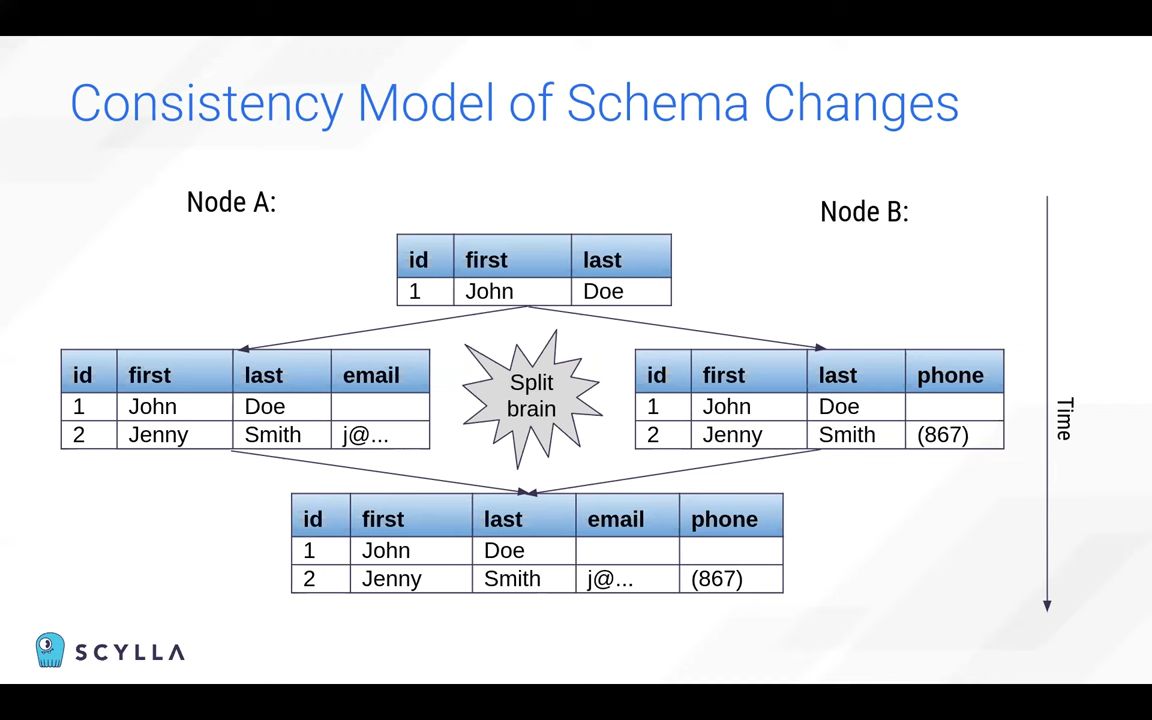 Consistency Model of Schema Changes
Node A:
Node B:
id first last
1 John Doe
id first last email
1 John Doe
2 Jenny Smith j@...
Split
brain
id first last phone
1 John Doe
2 Jenny Smith (867)
Time
id first last email phone
1 John Doe
2 Jenny Smith j@... (867)
SCYLLA